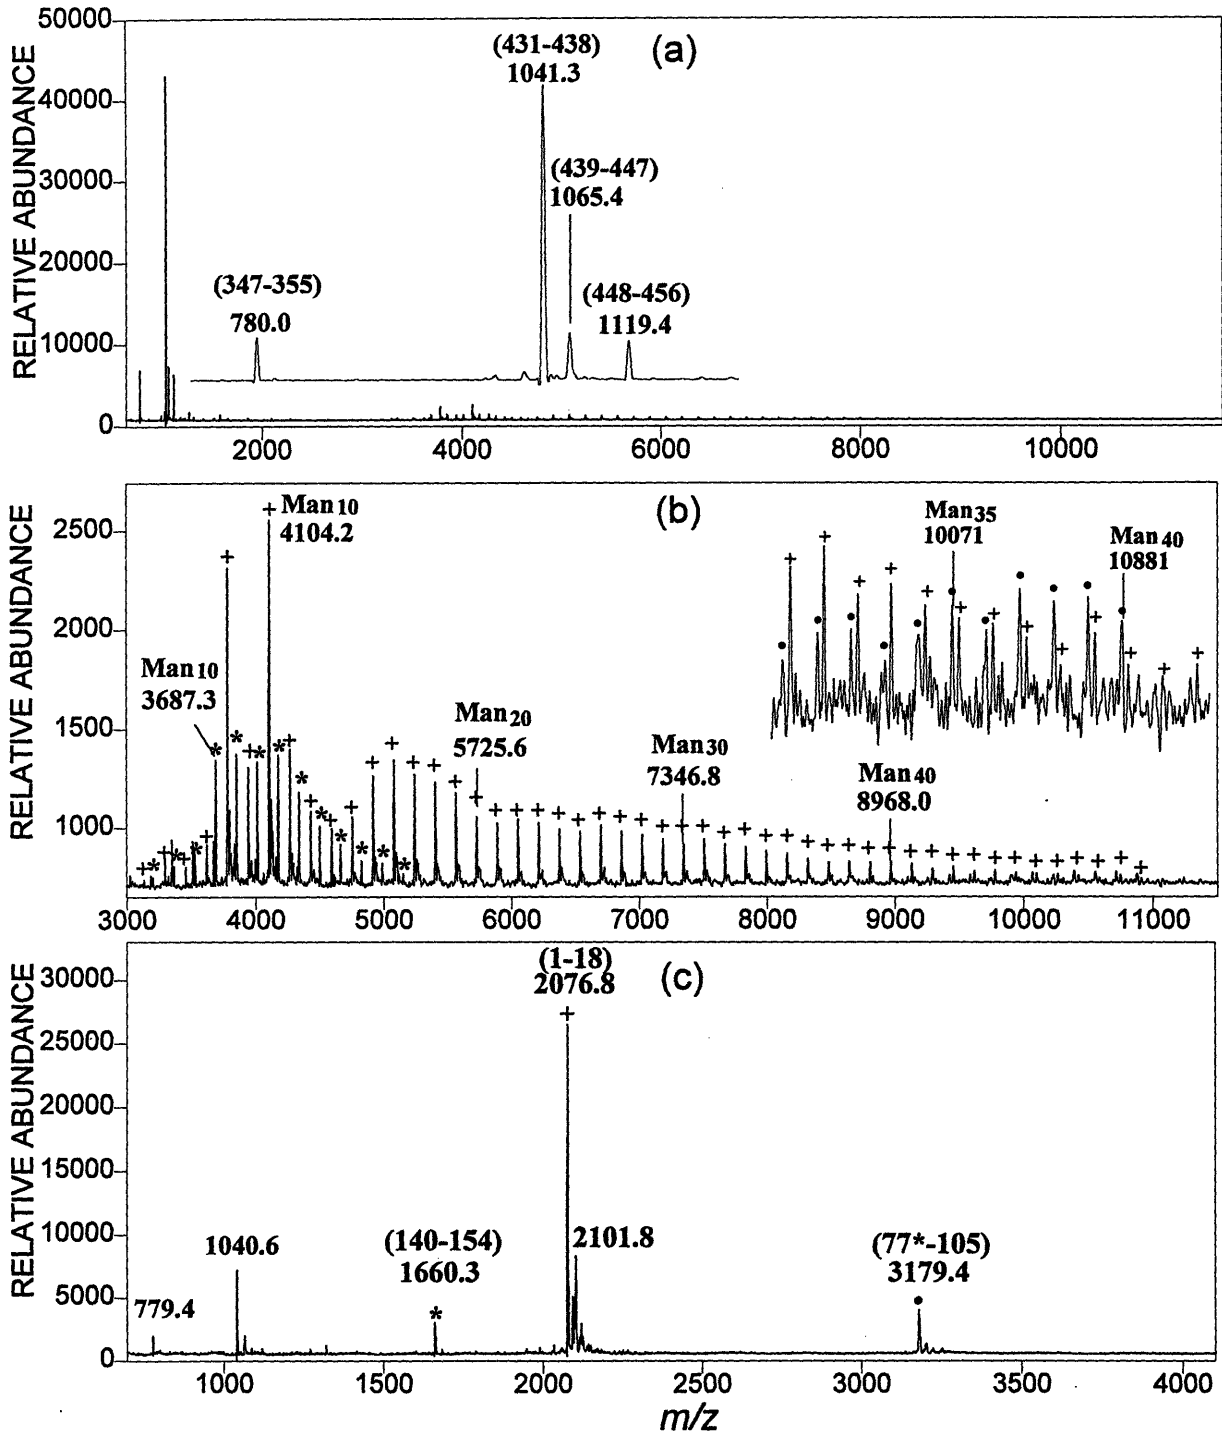 (a)
RELATIVE ABUNDANCE
50000
40000
30000
20000
10000
0
(431-438)
1041.3
(439-447)
1065.4
(347-355)
780.0
(448-456)
1119.4
2000 4000 6000 8000 10000
(b)
RELATIVE ABUNDANCE
2500
2000
1500
1000
Man10
4104.2
Man10
3687.3
Man20
5725.6
Man30
7346.8
Man40
8968.0
Man35
10071
Man40
10881
3000 4000 5000 6000 7000 8000 9000 10000 11000
(c)
RELATIVE ABUNDANCE
30000
25000
20000
15000
10000
5000
0
(1-18)
2076.8
2101.8
1040.6
779.4
(140-154)
1660.3
(77*-105)
3179.4
1000 1500 2000 2500 3000 3500 4000
m/z